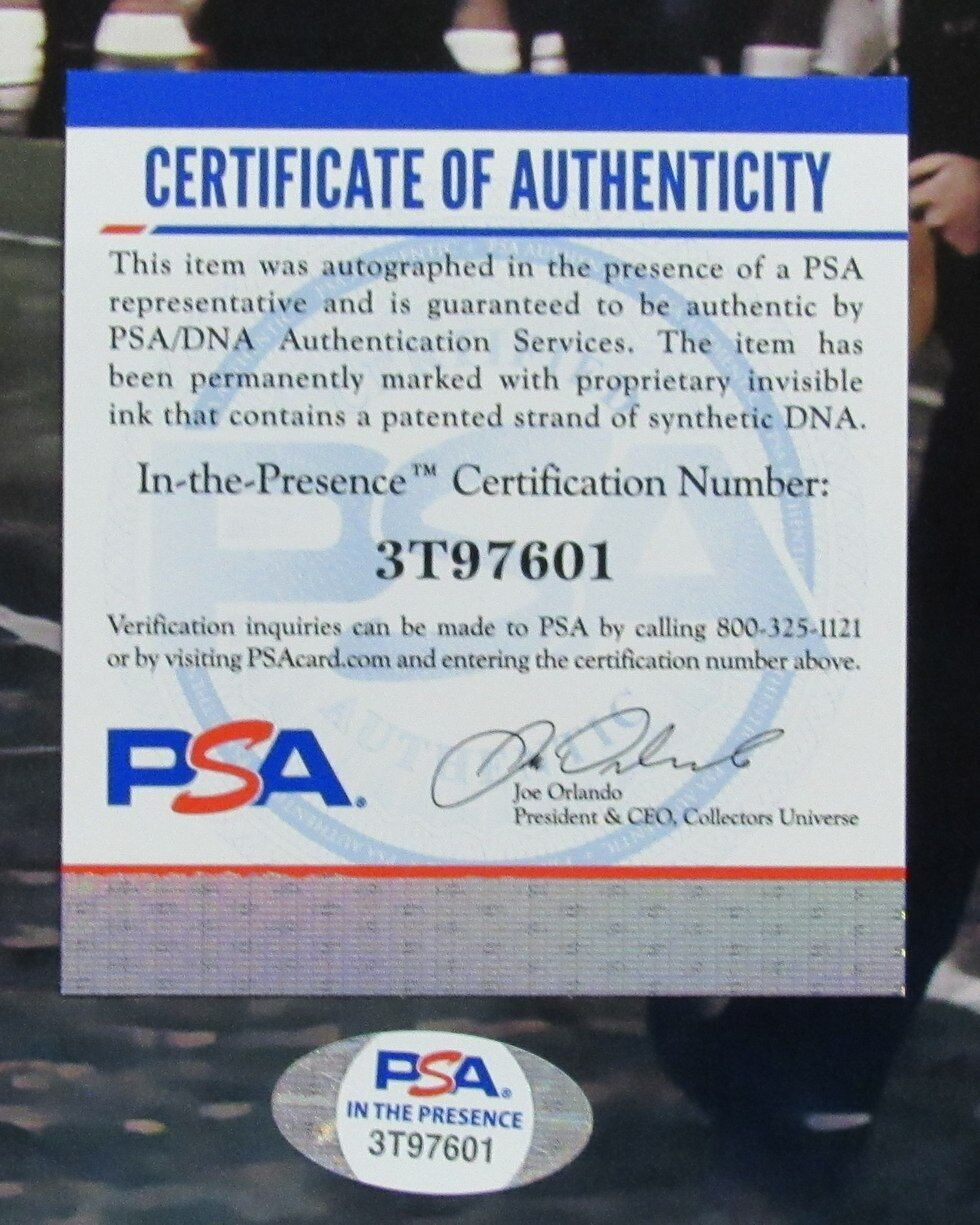 CERTIFICATE OF AUTHENTICITY
This item was autographed in the presence of a PSA
representative and is guaranteed to be authentic by
PSA/DNA Authentication Services. The item has
been permanently marked with proprietary invisible
ink that contains a patented strand of synthetic DNA.
In-the-Presence™ Certification Number:
3T97601
Verification inquiries can be made to PSA by calling 800-325-1121
or by visiting PSAcard.com and entering the certification number above.
PSA®
Joe Orlando
President & CEO, Collectors Universe
PSA®
IN THE PRESENCE
3T97601